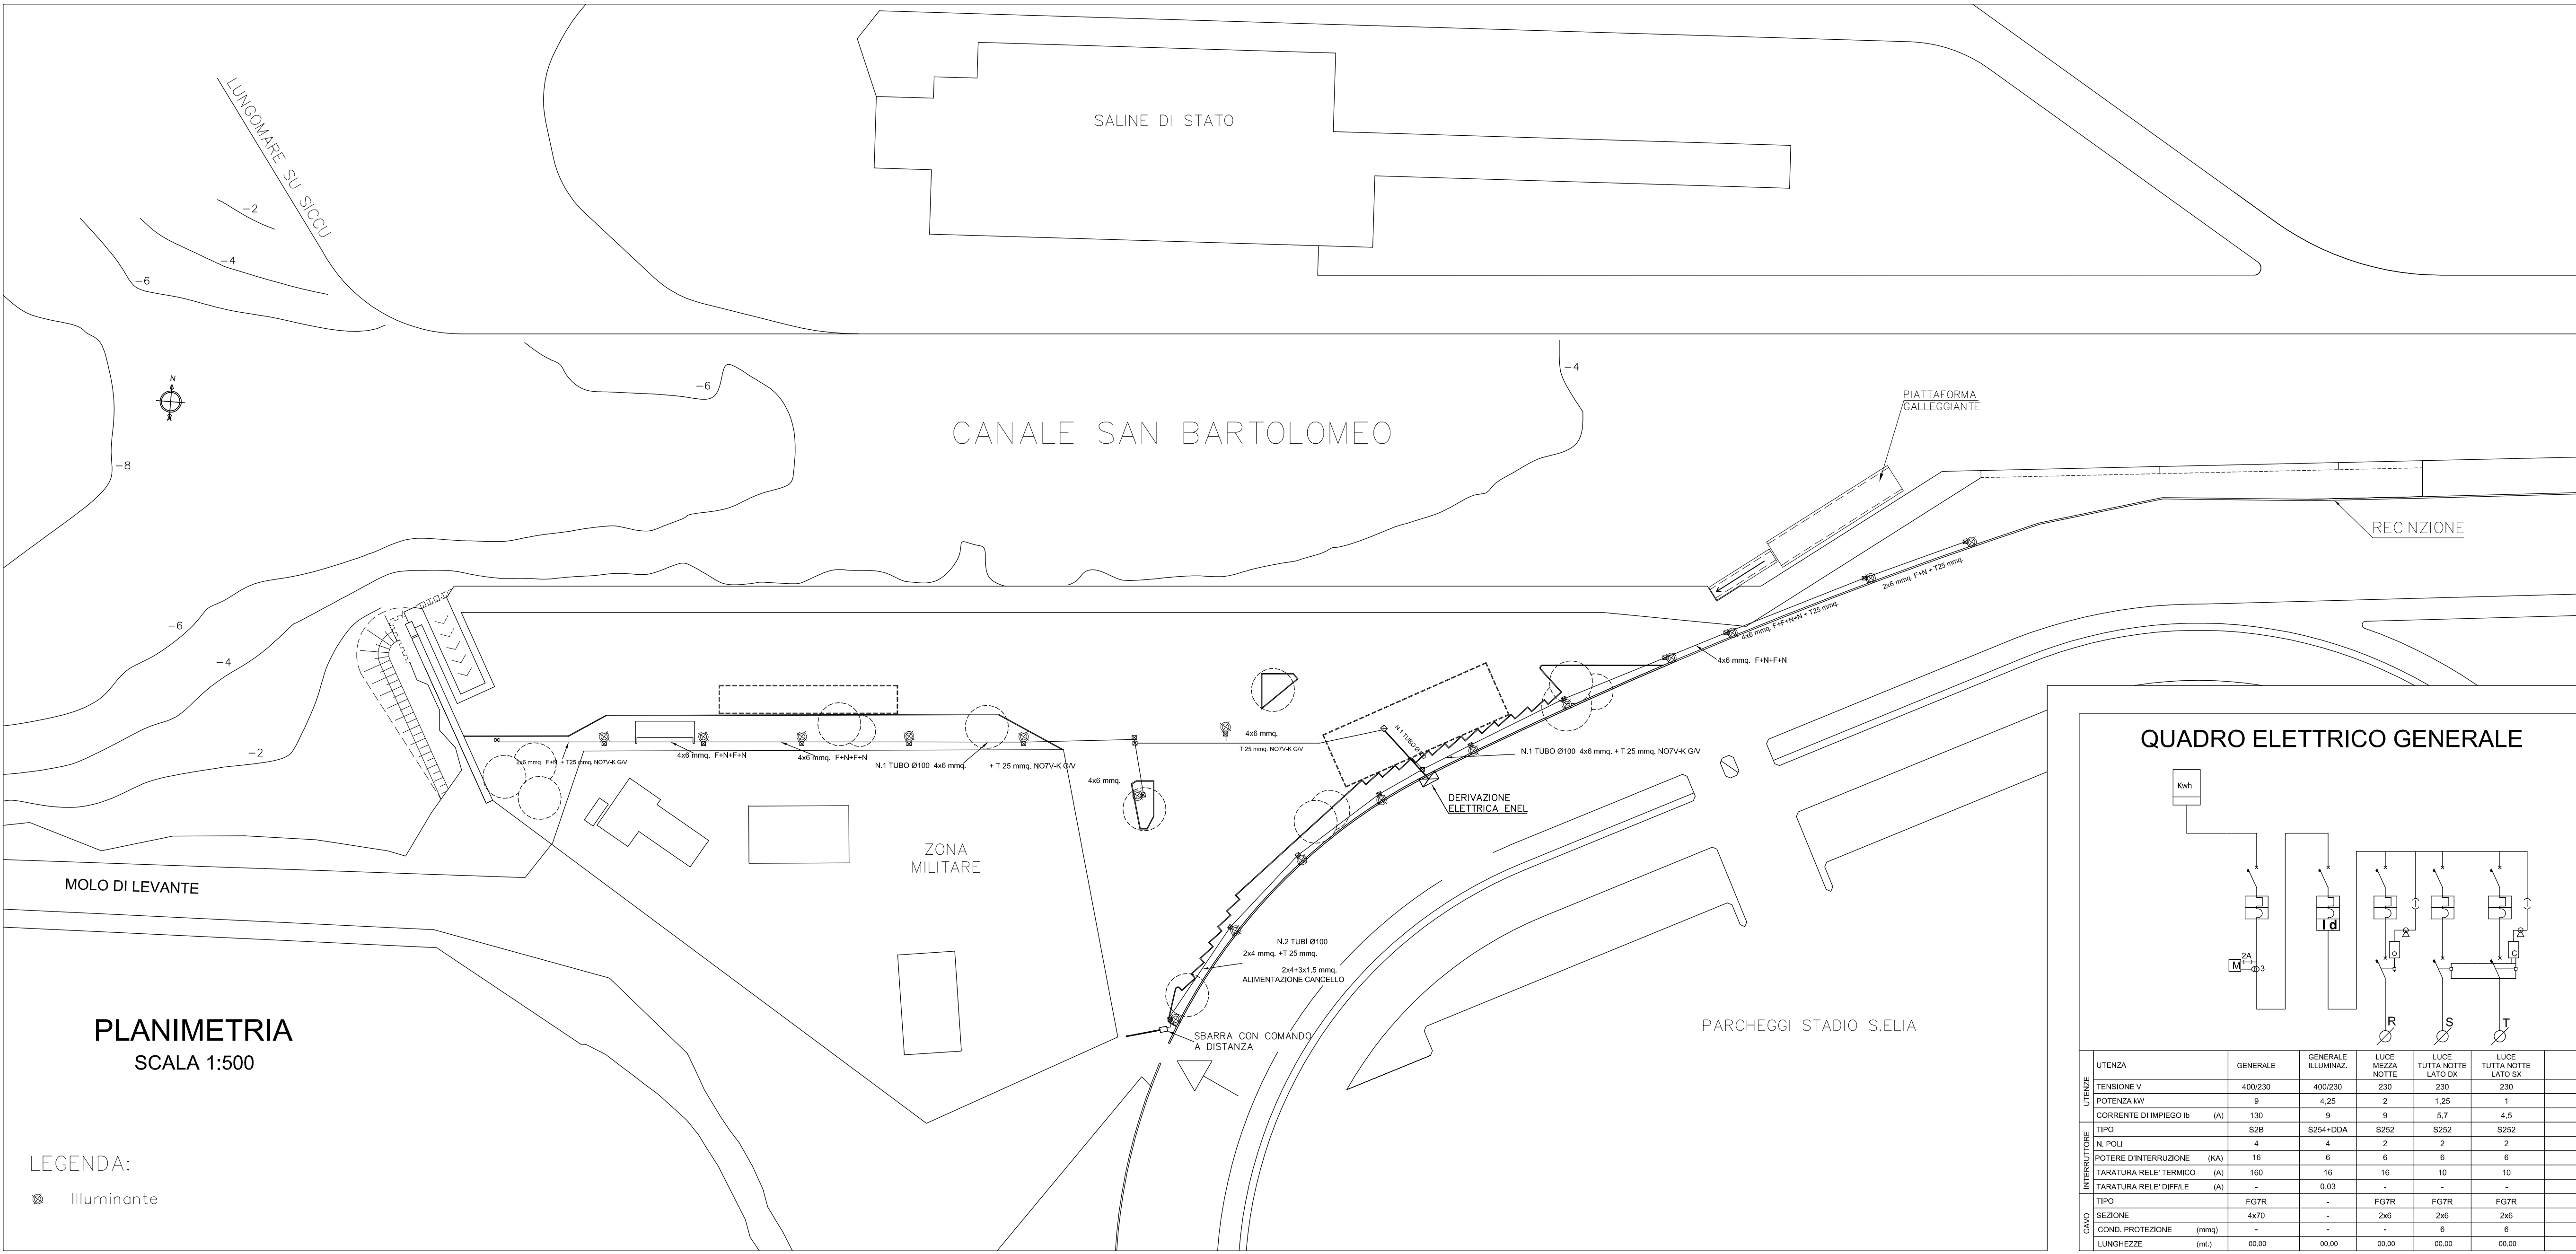 SALINE DI STATO
LUNGOMARE SU SICCU
-2
-4
-6
N
-6
-4
-8
CANALE SAN BARTOLOMEO
PIATTAFORMA
GALLEGGIANTE
RECINZIONE
2x6 mmq. F+N + T25 mmq.
4x6 mmq. F+F+N+N + T25 mmq.
4x6 mmq. F+N+F+N
-6
-4
-2
2x6 mmq. F+N + T25 mmq. NO7V-K G/V
4x6 mmq. F+N+F+N
4x6 mmq. F+N+F+N
N.1 TUBO Ø100 4x6 mmq. + T 25 mmq. NO7V-K G/V
4x6 mmq.
T 25 mmq. NO7V-K G/V
4x6 mmq.
N.1 TUBO Ø
N.1 TUBO Ø100 4x6 mmq. + T 25 mmq. NO7V-K G/V
DERIVAZIONE
ELETTRICA ENEL
ZONA
MILITARE
MOLO DI LEVANTE
N.2 TUBI Ø100
2x4 mmq. +T 25 mmq.
2x4+3x1,5 mmq.
ALIMENTAZIONE CANCELLO
SBARRA CON COMANDO
A DISTANZA
PARCHEGGI STADIO S.ELIA
PLANIMETRIA
SCALA 1:500
LEGENDA:
Illuminante
QUADRO ELETTRICO GENERALE
Kwh
I d
2A
M
3
C
R S T
UTENZE
UTENZA GENERALE GENERALE ILLUMINAZ. LUCE MEZZA NOTTE LUCE TUTTA NOTTE LATO DX LUCE TUTTA NOTTE LATO SX
TENSIONE V 400/230 400/230 230 230 230
POTENZA kW 9 4,25 2 1,25 1
CORRENTE DI IMPIEGO Ib (A) 130 9 9 5,7 4,5
INTERRUTTORE
TIPO S2B S254+DDA S252 S252 S252
N. POLI 4 4 2 2 2
POTERE D'INTERRUZIONE (KA) 16 6 6 6 6
TARATURA RELE' TERMICO (A) 160 16 16 10 10
TARATURA RELE' DIFF/LE (A) - 0,03 - - -
CAVO
TIPO FG7R - FG7R FG7R FG7R
SEZIONE 4x70 - 2x6 2x6 2x6
COND. PROTEZIONE (mmq) - - - 6 6
LUNGHEZZE (mt.) 00,00 00,00 00,00 00,00 00,00